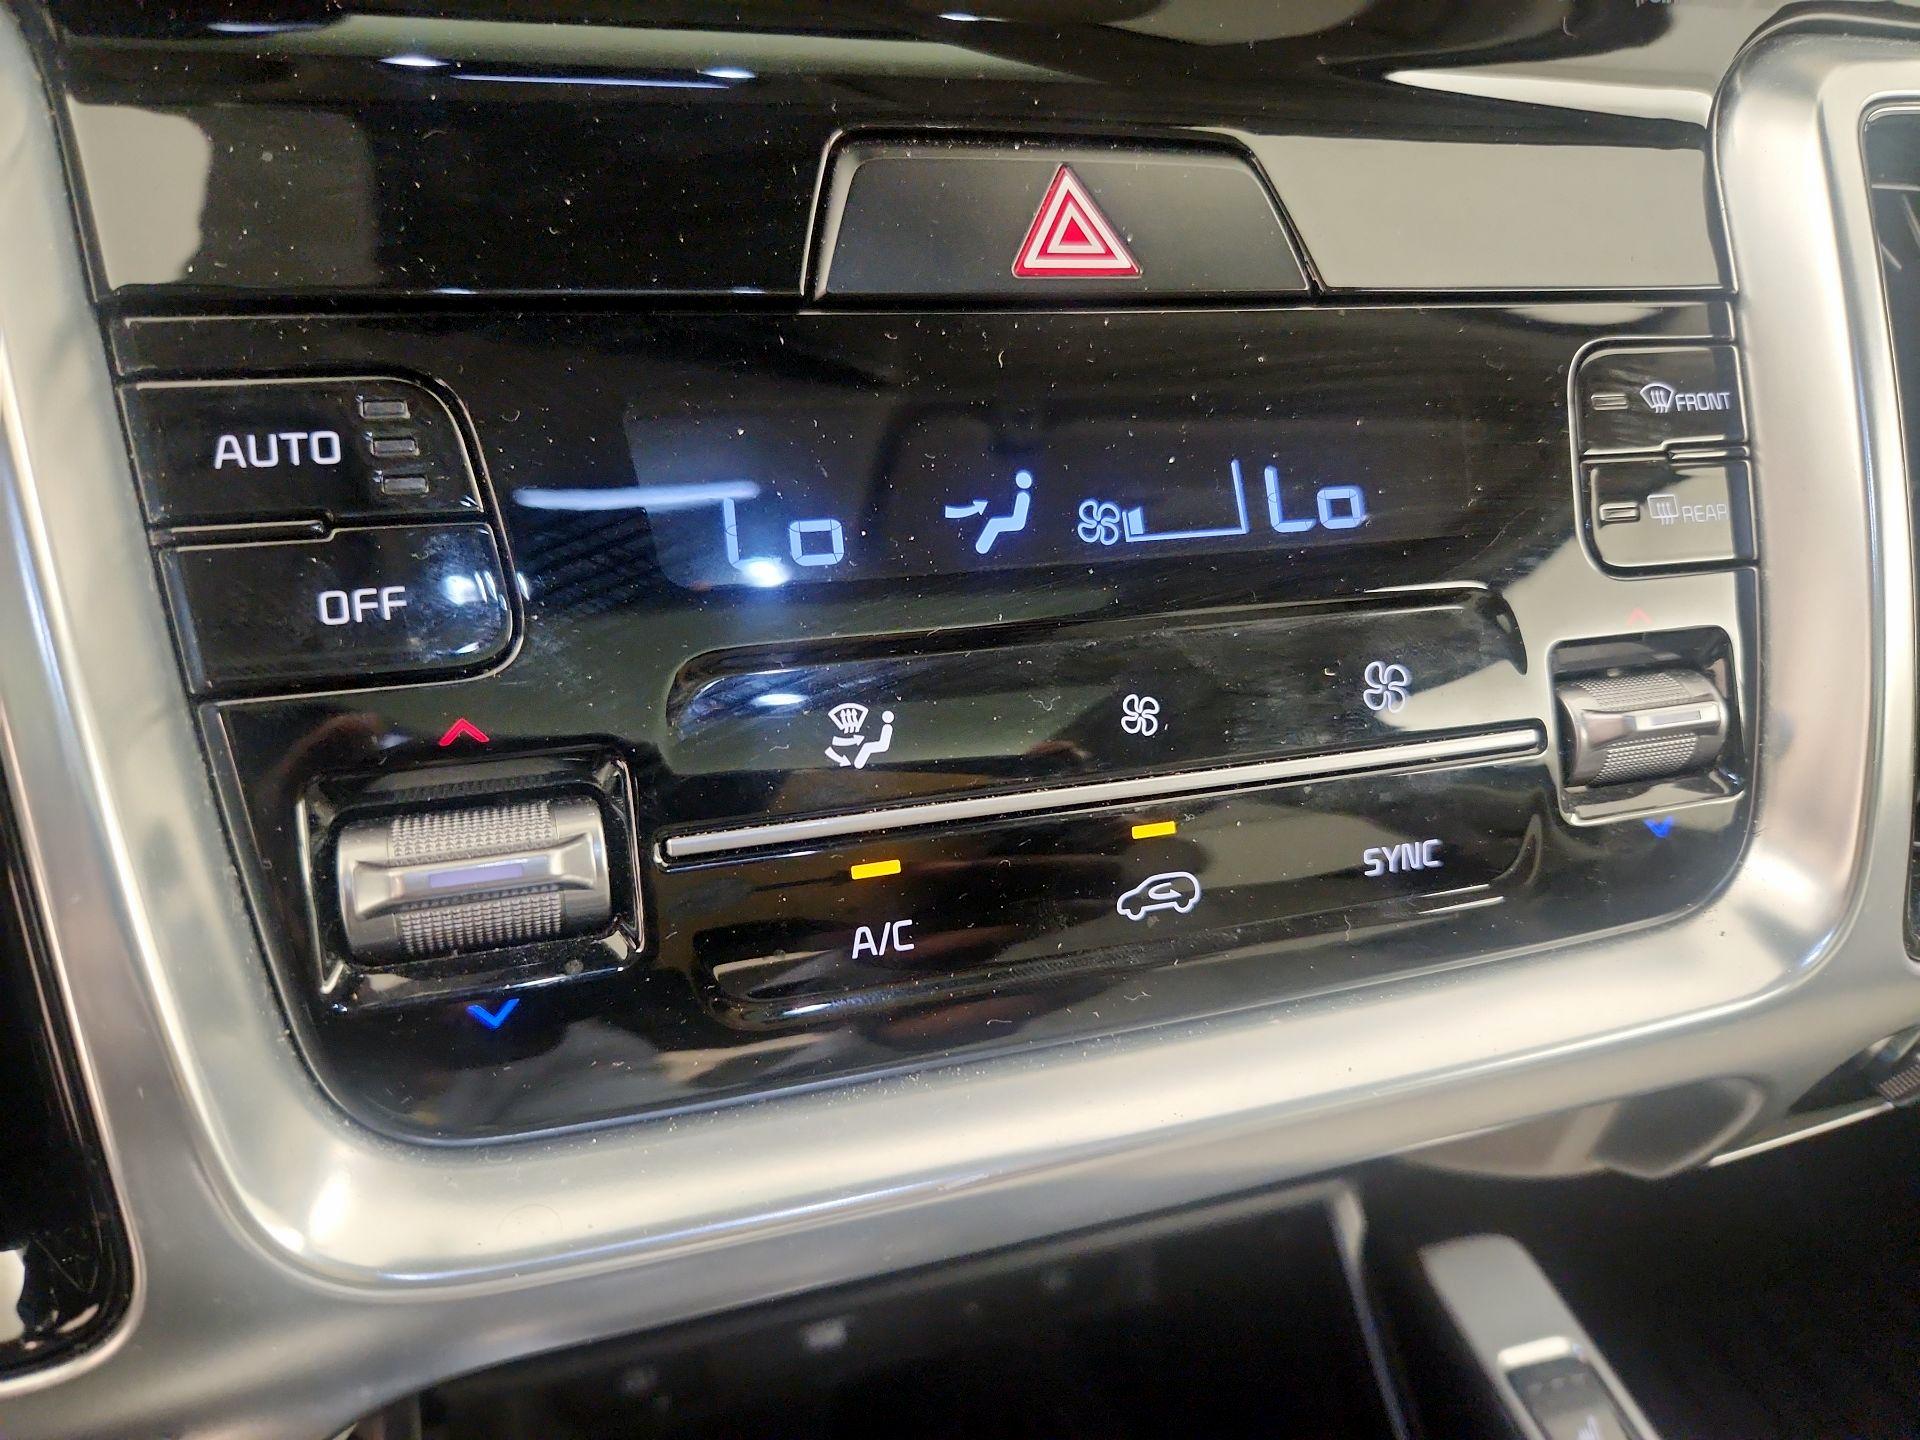 AUTO
FRONT
Lo Lo
REAR
OFF
SYNC
A/C